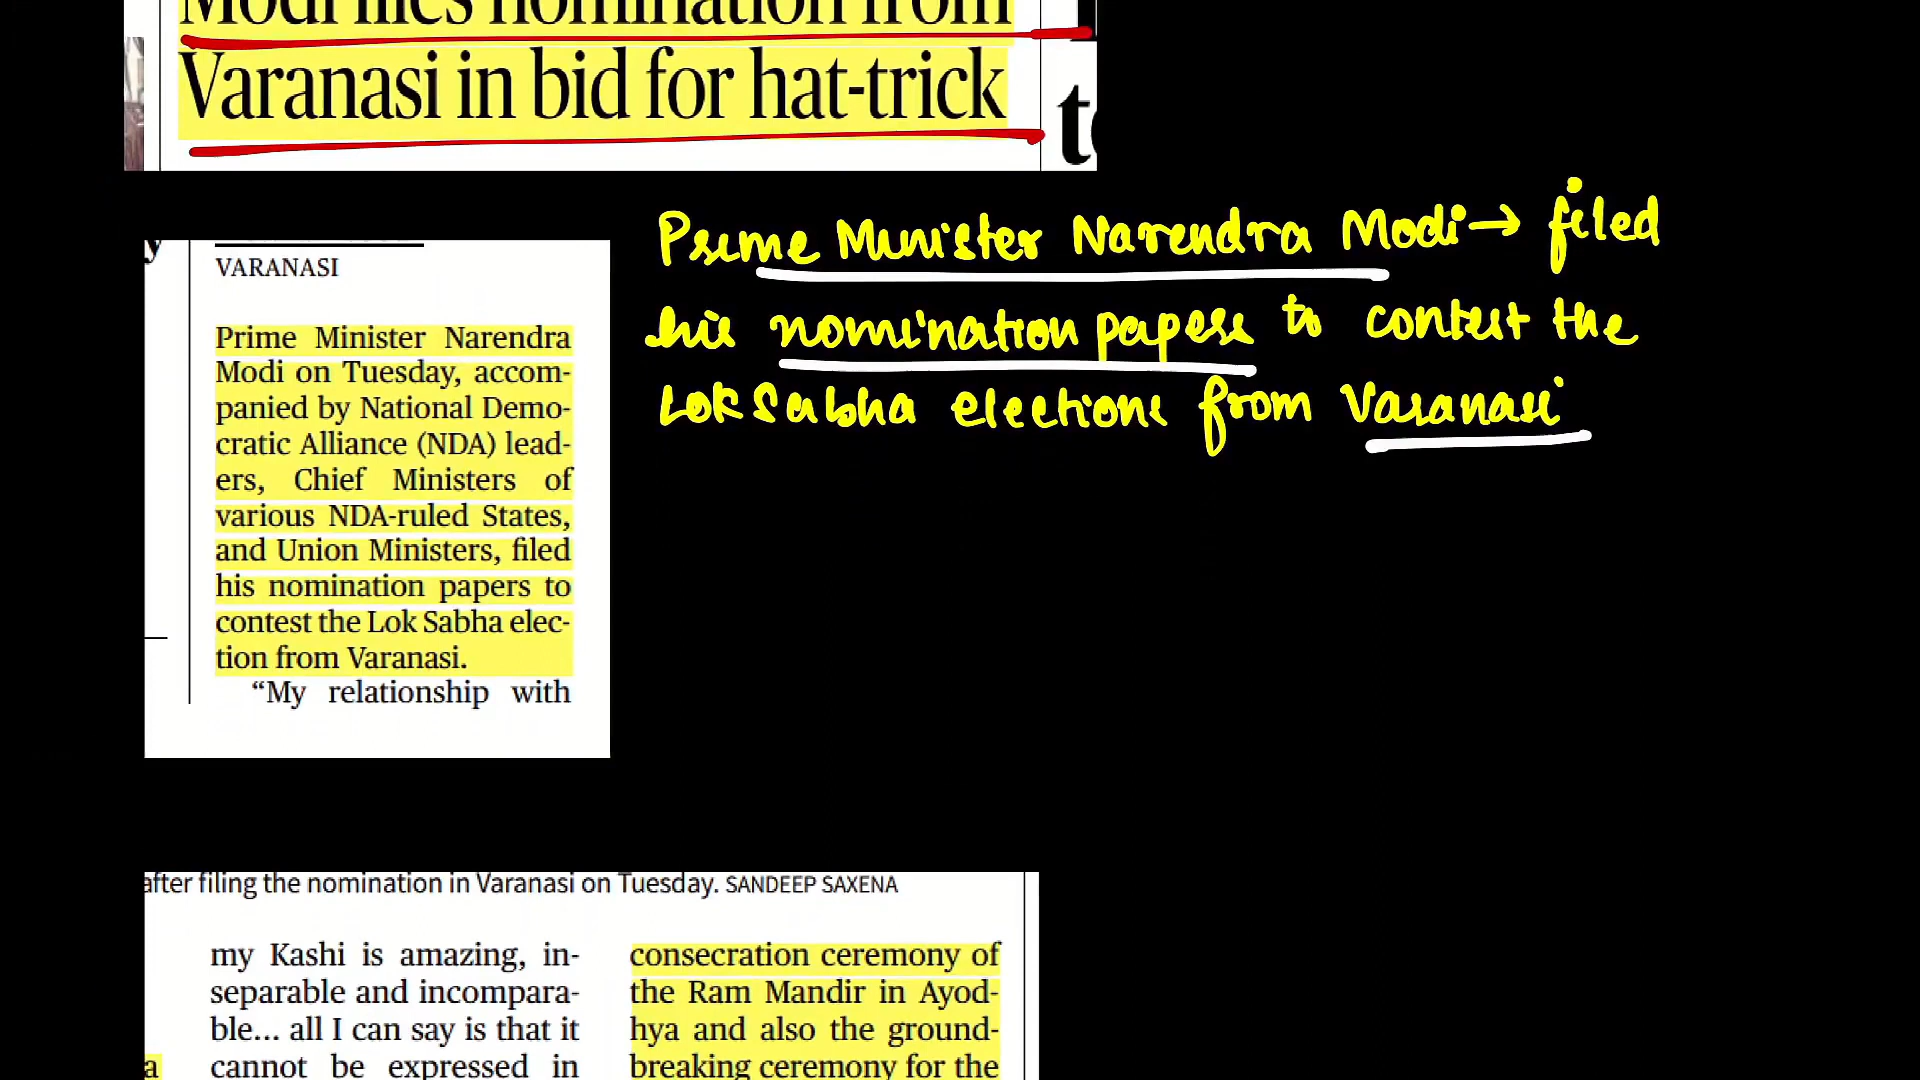 Modi files nomination from
Varanasi in bid for hat-trick
VARANASI
Prime Minister Narendra
Modi on Tuesday, accom-
panied by National Demo-
cratic Alliance (NDA) lead-
ers, Chief Ministers of
various NDA-ruled States,
and Union Ministers, filed
his nomination papers to
contest the Lok Sabha elec-
tion from Varanasi.
“My relationship with
Prime Minister Narendra Modi → filed
his nomination papers to contest the
Lok Sabha elections from Varanasi
after filing the nomination in Varanasi on Tuesday. SANDEEP SAXENA
my Kashi is amazing, in-
separable and incompara-
ble... all I can say is that it
cannot be expressed in
consecration ceremony of
the Ram Mandir in Ayod-
hya and also the ground-
breaking ceremony for the